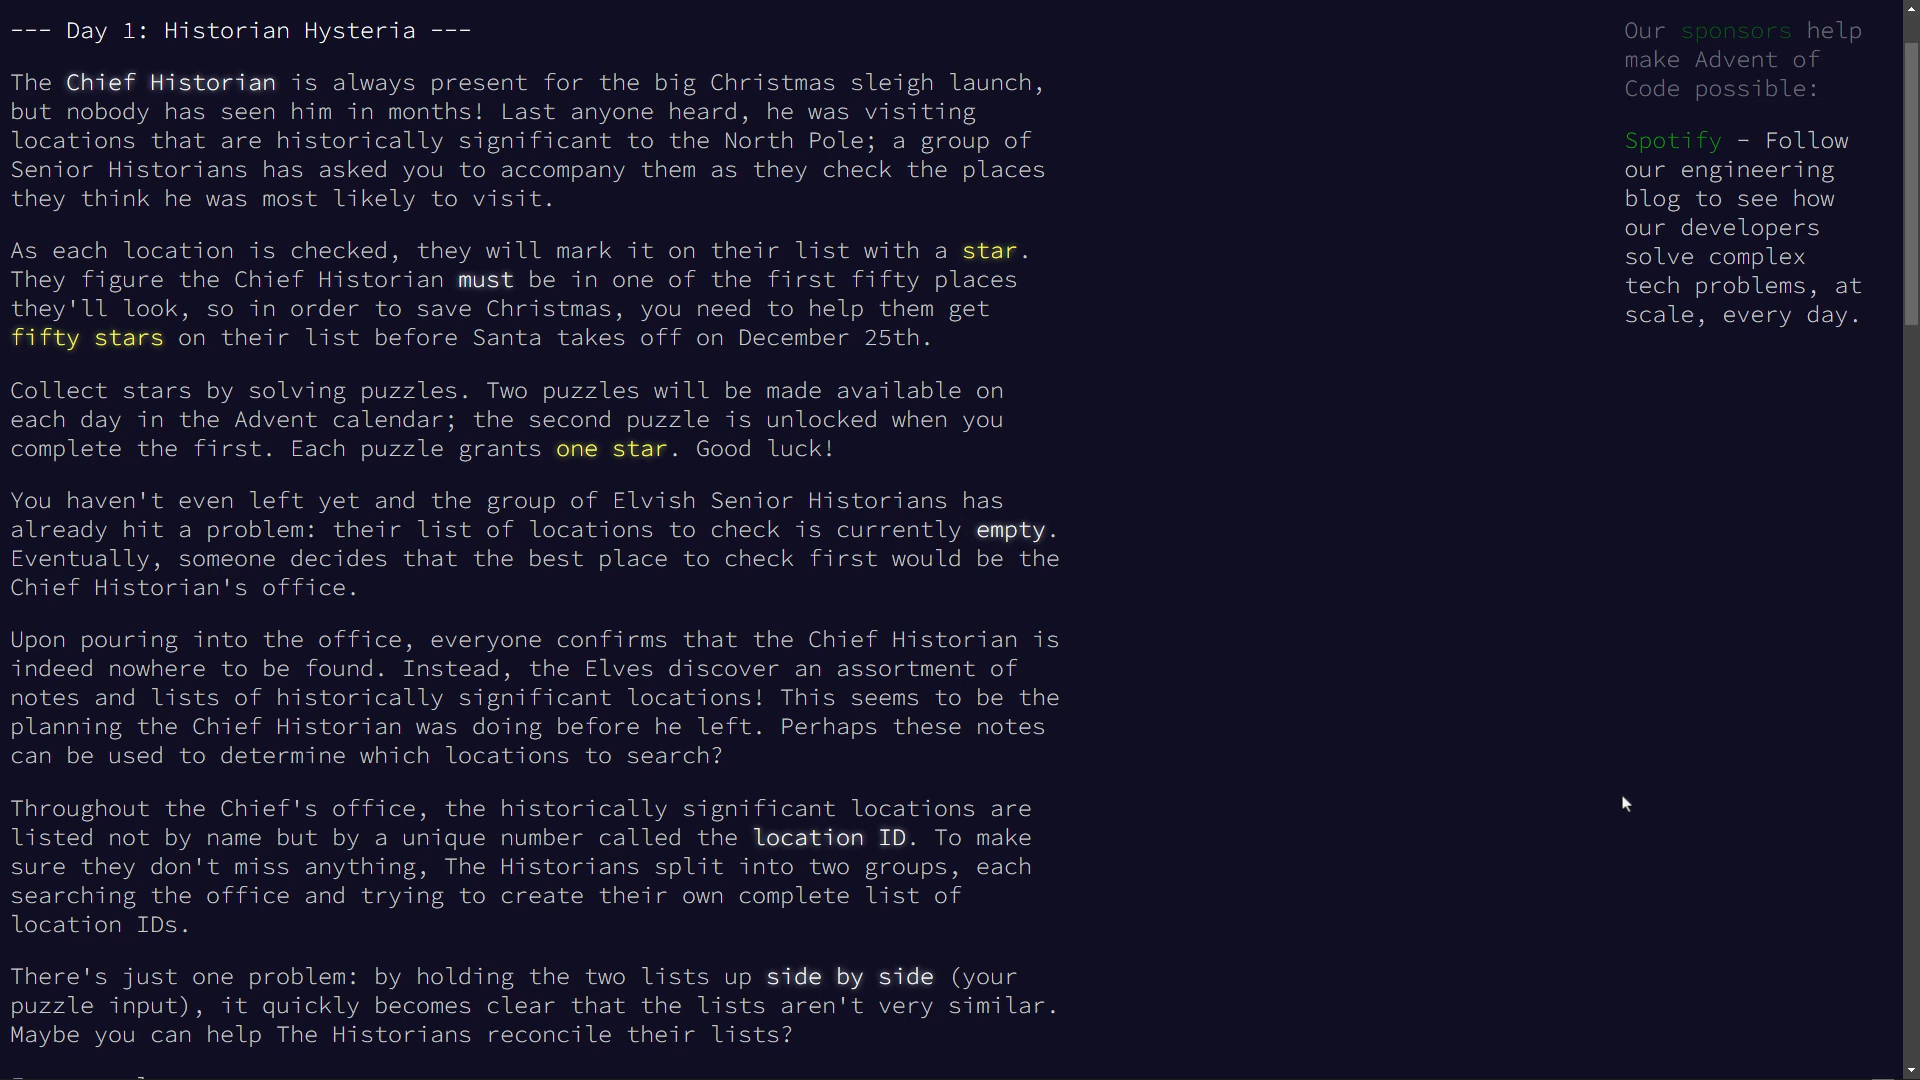 --- Day 1: Historian Hysteria ---
The Chief Historian is always present for the big Christmas sleigh launch,
but nobody has seen him in months! Last anyone heard, he was visiting
locations that are historically significant to the North Pole; a group of
Senior Historians has asked you to accompany them as they check the places
they think he was most likely to visit.
As each location is checked, they will mark it on their list with a star.
They figure the Chief Historian must be in one of the first fifty places
they'll look, so in order to save Christmas, you need to help them get
fifty stars on their list before Santa takes off on December 25th.
Collect stars by solving puzzles. Two puzzles will be made available on
each day in the Advent calendar; the second puzzle is unlocked when you
complete the first. Each puzzle grants one star. Good luck!
You haven't even left yet and the group of Elvish Senior Historians has
already hit a problem: their list of locations to check is currently empty.
Eventually, someone decides that the best place to check first would be the
Chief Historian's office.
Upon pouring into the office, everyone confirms that the Chief Historian is
indeed nowhere to be found. Instead, the Elves discover an assortment of
notes and lists of historically significant locations! This seems to be the
planning the Chief Historian was doing before he left. Perhaps these notes
can be used to determine which locations to search?
Throughout the Chief's office, the historically significant locations are
listed not by name but by a unique number called the location ID. To make
sure they don't miss anything, The Historians split into two groups, each
searching the office and trying to create their own complete list of
location IDs.
There's just one problem: by holding the two lists up side by side (your
puzzle input), it quickly becomes clear that the lists aren't very similar.
Maybe you can help The Historians reconcile their lists?
Our sponsors help
make Advent of
Code possible:
Spotify - Follow
our engineering
blog to see how
our developers
solve complex
tech problems, at
scale, every day.